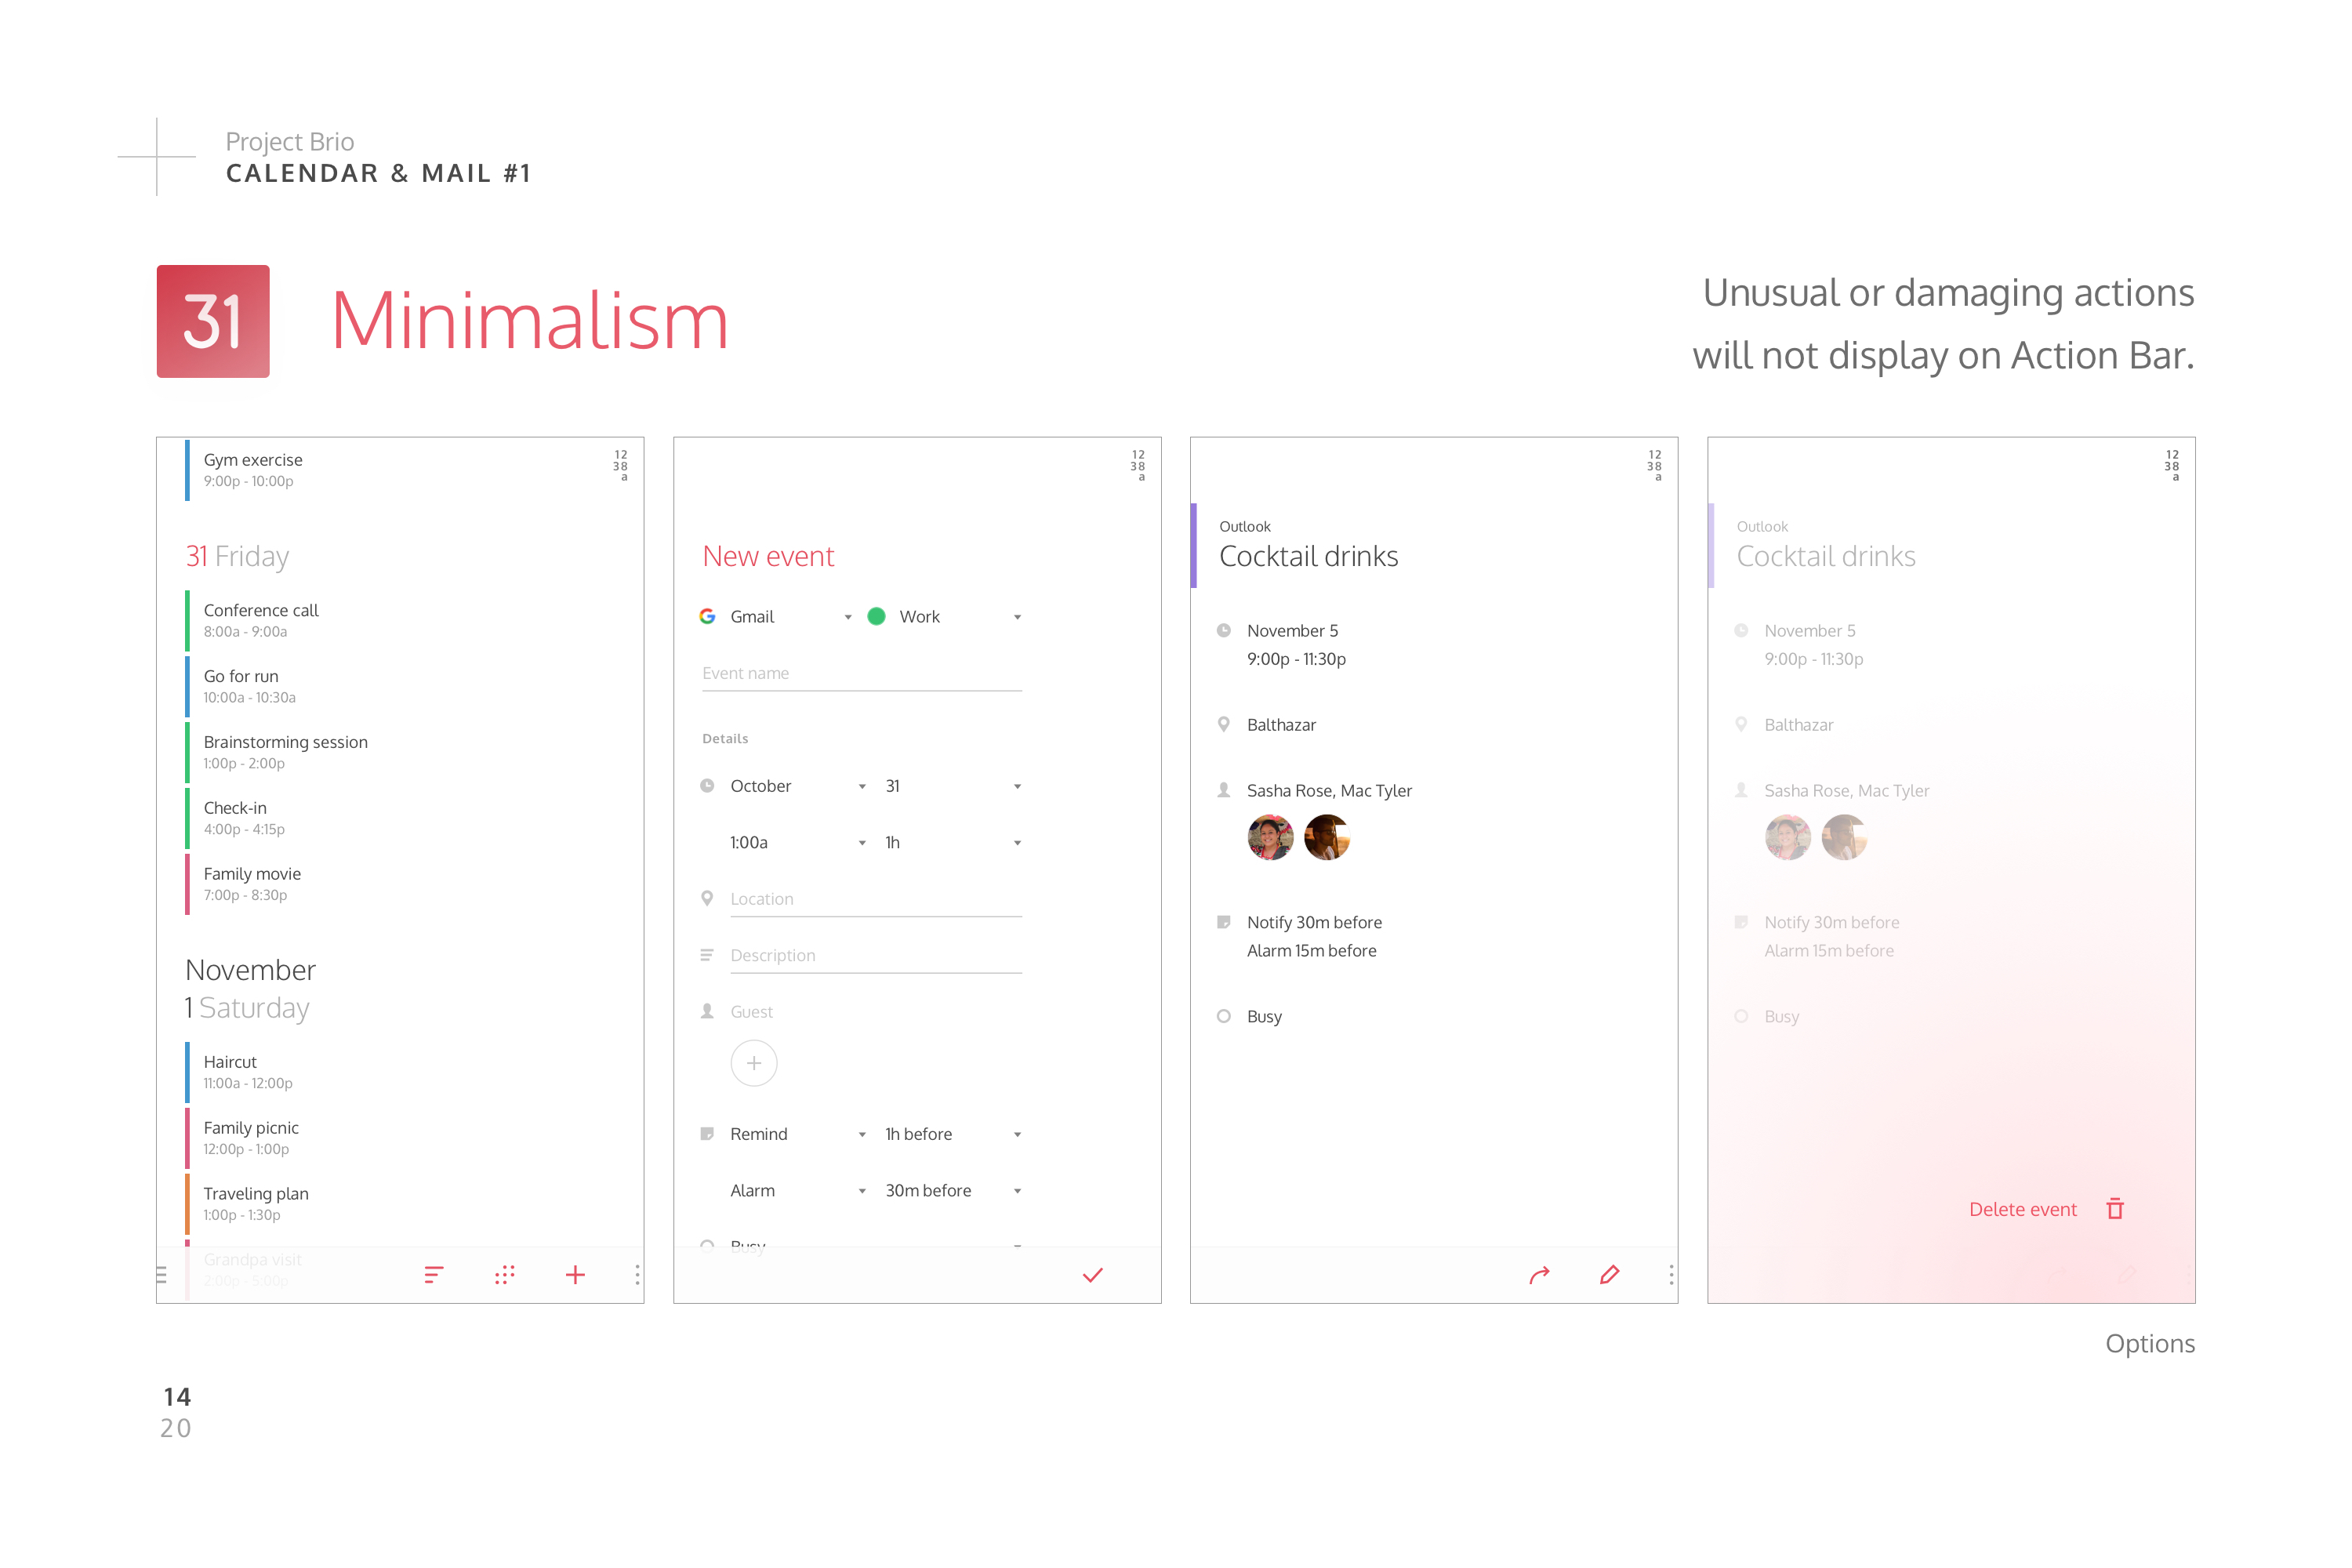 Project Brio
CALENDAR & MAIL #1
31
Minimalism
Unusual or damaging actions
will not display on Action Bar.
12
38
a
Gym exercise
9:00p - 10:00p
31 Friday
Conference call
8:00a - 9:00a
Go for run
10:00a - 10:30a
Brainstorming session
1:00p - 2:00p
Check-in
4:00p - 4:15p
Family movie
7:00p - 8:30p
November
1 Saturday
Haircut
11:00a - 12:00p
Family picnic
12:00p - 1:00p
Traveling plan
1:00p - 1:30p
Grandpa visit
2:00p - 5:00p
12
38
a
New event
Gmail Work
Event name
Details
October 31
1:00a 1h
Location
Description
Guest
Remind 1h before
Alarm 30m before
Busy
12
38
a
Outlook
Cocktail drinks
November 5
9:00p - 11:30p
Balthazar
Sasha Rose, Mac Tyler
Notify 30m before
Alarm 15m before
Busy
12
38
a
Outlook
Cocktail drinks
November 5
9:00p - 11:30p
Balthazar
Sasha Rose, Mac Tyler
Notify 30m before
Alarm 15m before
Busy
Delete event
Options
14
20